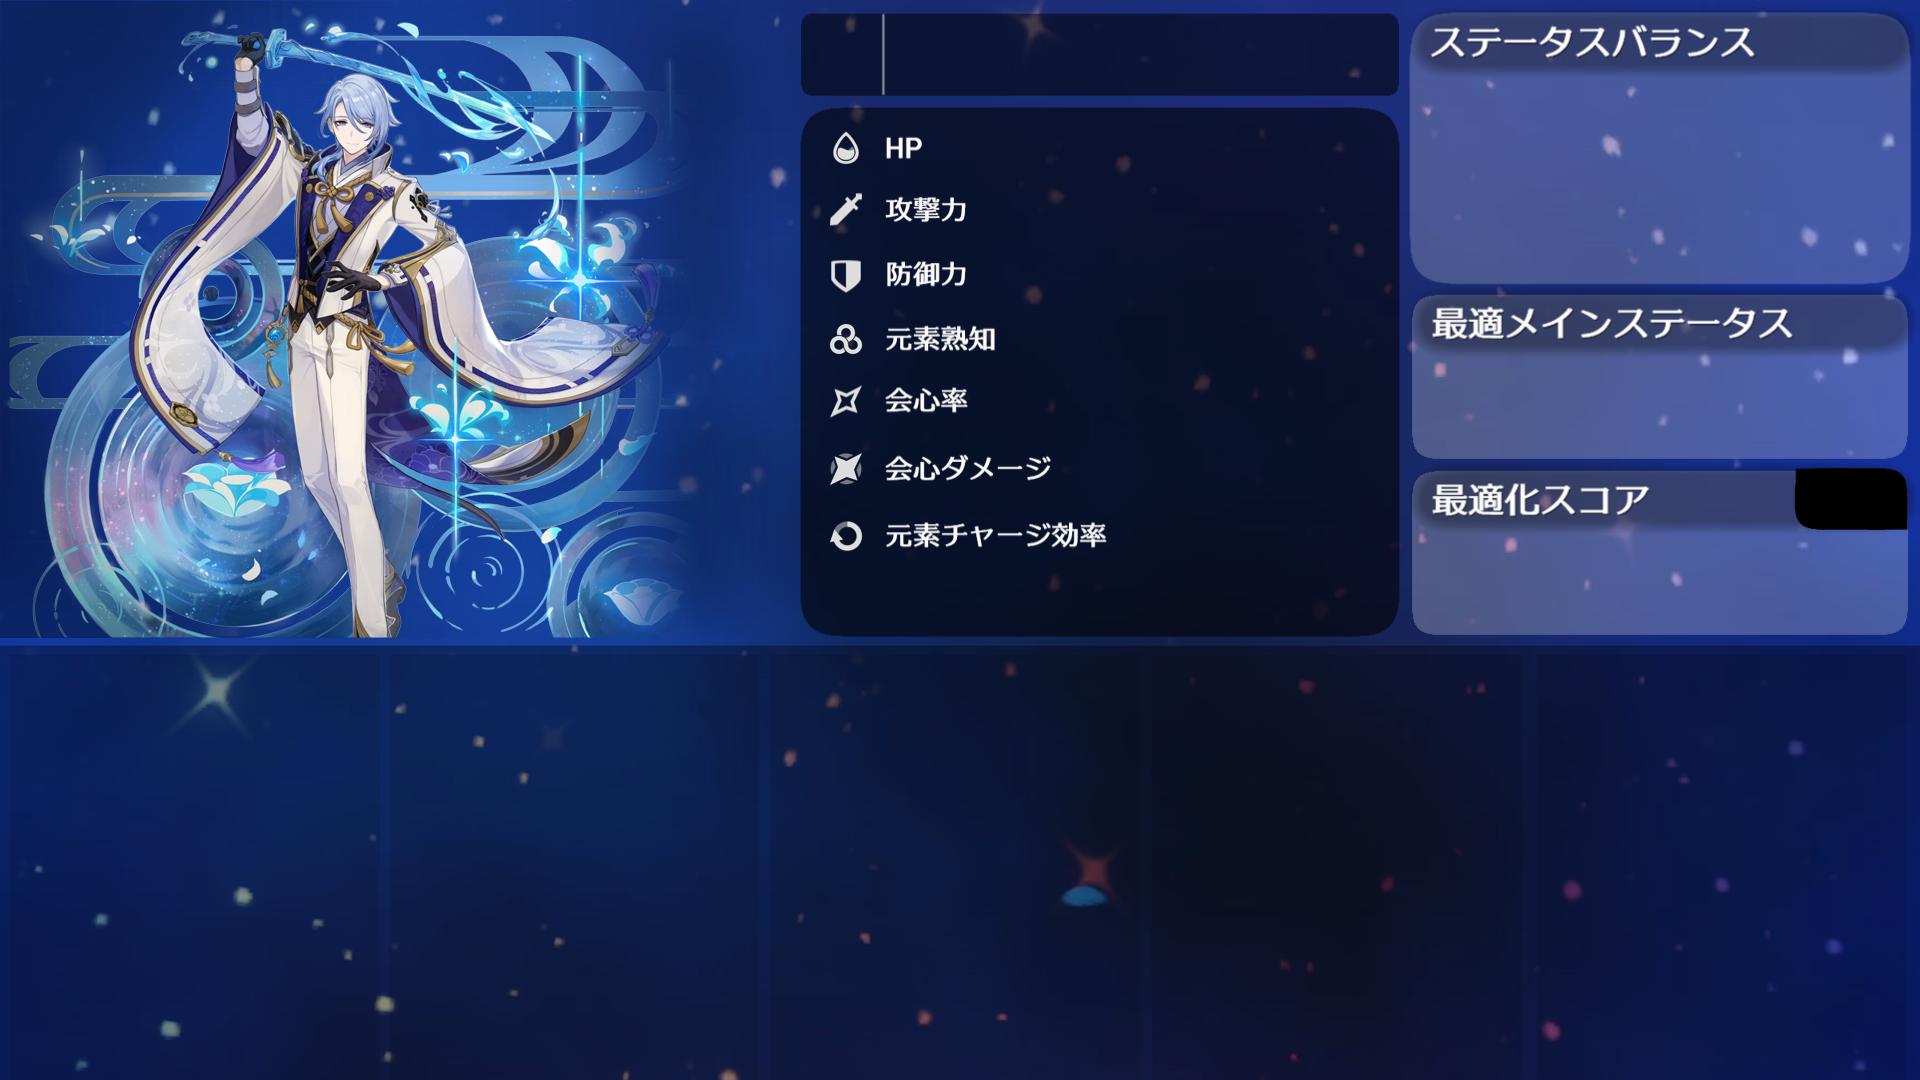 HP
攻撃力
防御力
元素熟知
会心率
会心ダメージ
元素チャージ効率
ステータスバランス
最適メインステータス
最適化スコア